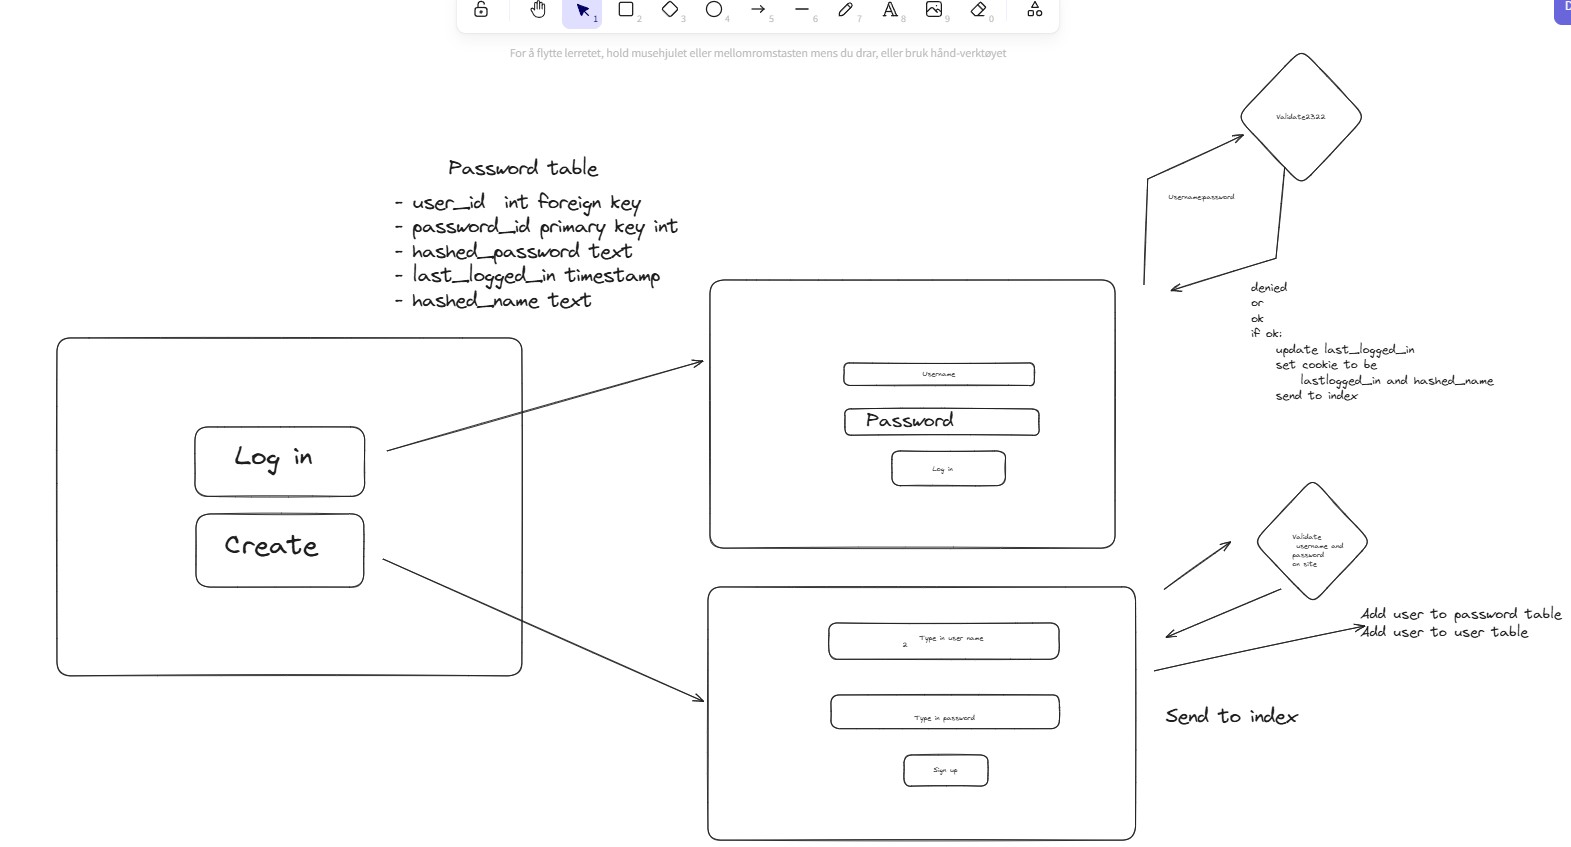 1
2
3
4
5
6
7
A
8
9
0
D
For å flytte lerretet, hold musehjulet eller mellomromstasten mens du drar, eller bruk hånd-verktøyet
Validate2322
Username:password
Password table
- user_id  int foreign key
- password_id primary key int
- hashed_password text
- last_logged_in timestamp
- hashed_name text
denied
or
ok
if ok:
update last_logged_in
set cookie to be
lastlogged_in and hashed_name
send to index
Log in
Create
Username
Password
Log in
Validate
username and
password
on site
Type in user name
2
Type in password
Sign up
Add user to password table
Add user to user table
Send to index